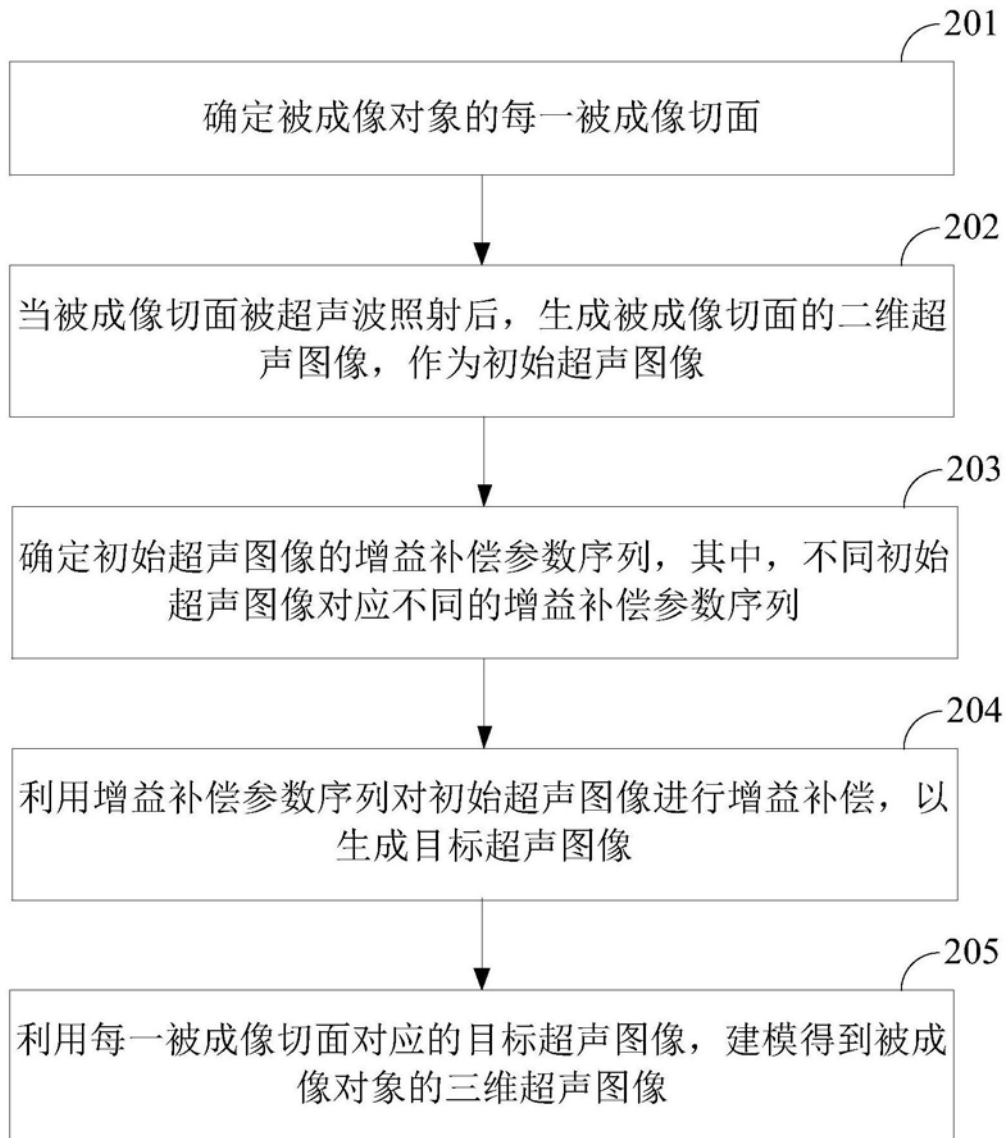 201
确定被成像对象的每一被成像切面
202
当被成像切面被超声波照射后，生成被成像切面的二维超
声图像，作为初始超声图像
203
确定初始超声图像的增益补偿参数序列，其中，不同初始
超声图像对应不同的增益补偿参数序列
204
利用增益补偿参数序列对初始超声图像进行增益补偿，以
生成目标超声图像
205
利用每一被成像切面对应的目标超声图像，建模得到被成
像对象的三维超声图像